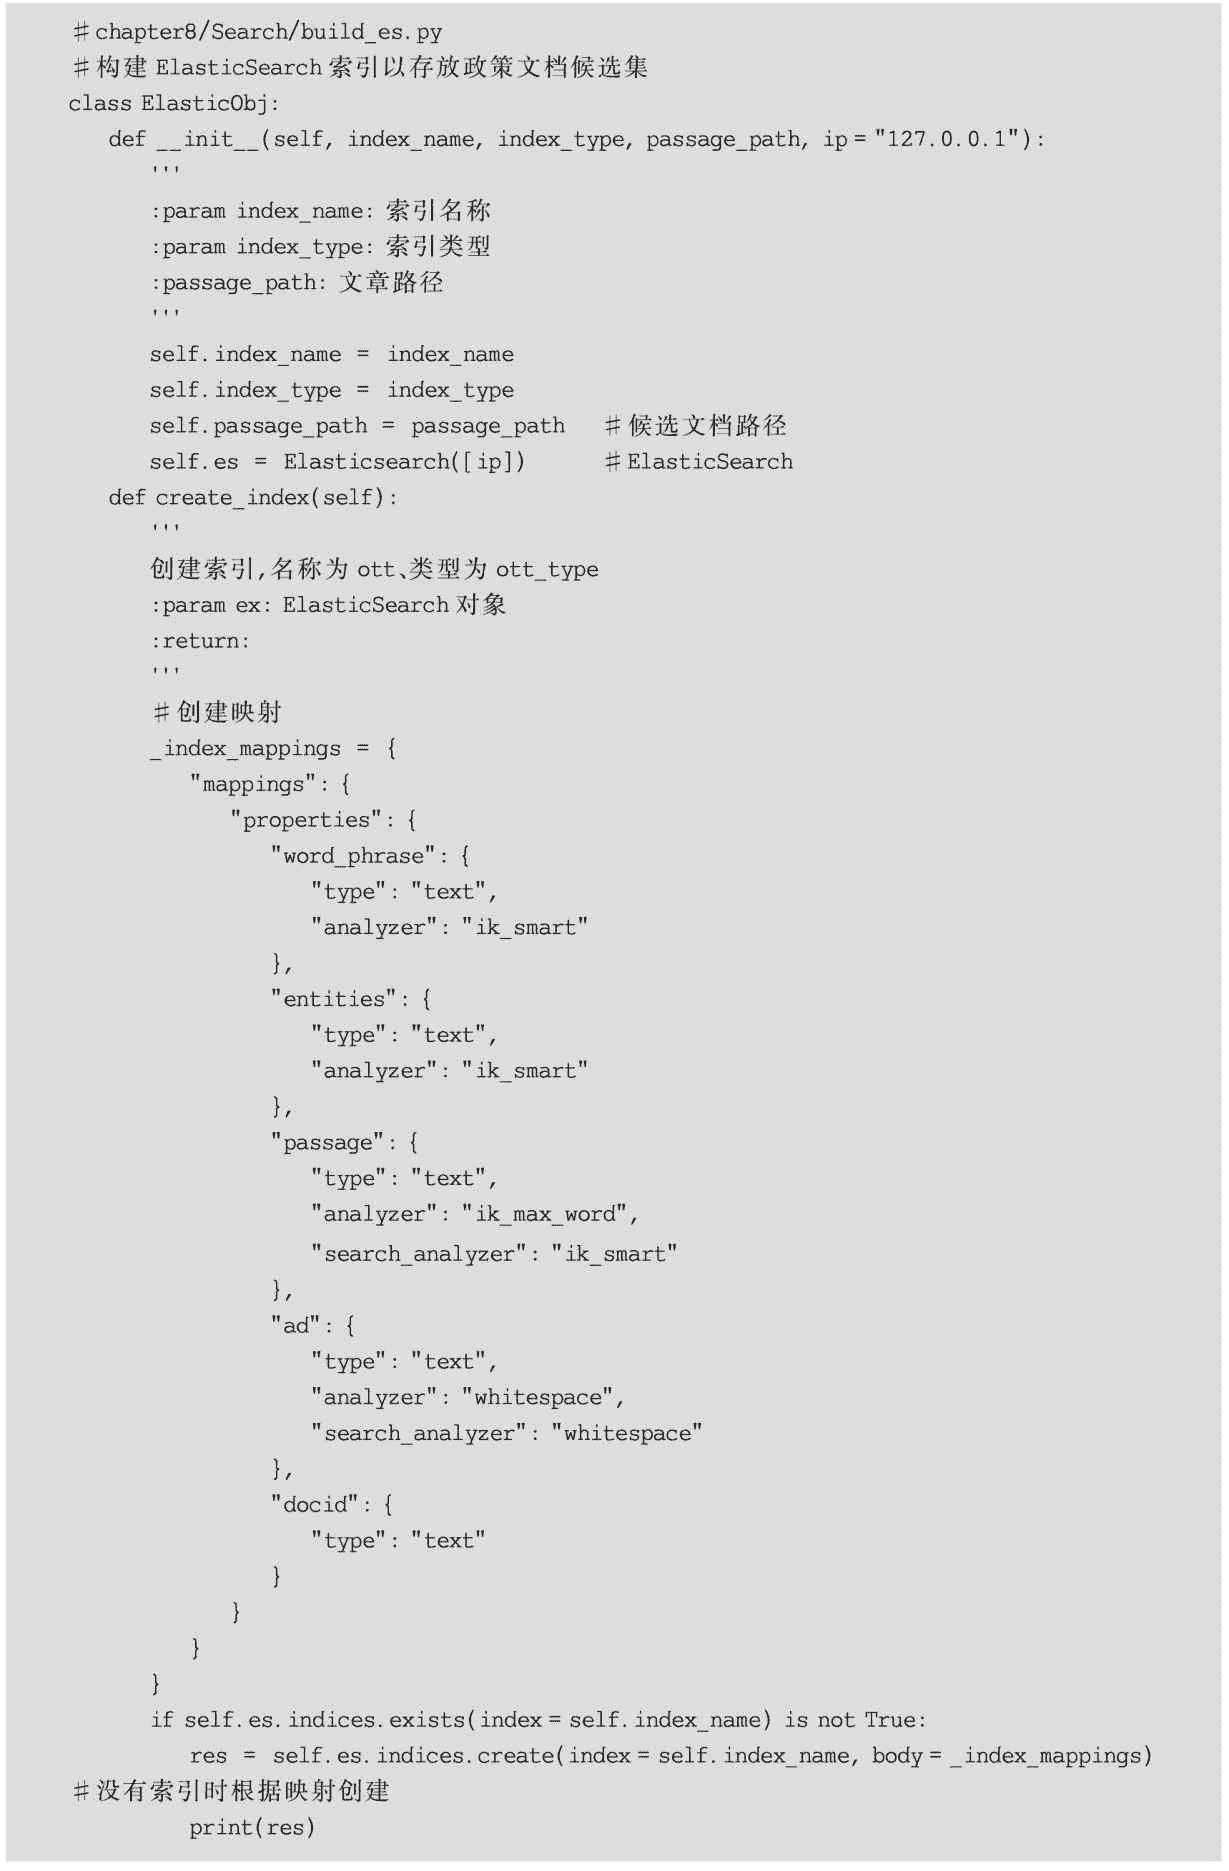 #chapter8/Search/build_es.py
#构建 ElasticSearch 索引以存放政策文档候选集
class ElasticObj:
    def __init__(self, index_name, index_type, passage_path, ip="127.0.0.1"):
        '''
        :param index_name: 索引名称
        :param index_type: 索引类型
        :passage_path: 文章路径
        '''
        self.index_name = index_name
        self.index_type = index_type
        self.passage_path = passage_path   #候选文档路径
        self.es = Elasticsearch([ip])      #ElasticSearch
    def create_index(self):
        '''
        创建索引,名称为 ott、类型为 ott_type
        :param ex: ElasticSearch 对象
        :return:
        '''
        #创建映射
        _index_mappings = {
            "mappings": {
                "properties": {
                    "word_phrase": {
                        "type": "text",
                        "analyzer": "ik_smart"
                    },
                    "entities": {
                        "type": "text",
                        "analyzer": "ik_smart"
                    },
                    "passage": {
                        "type": "text",
                        "analyzer": "ik_max_word",
                        "search_analyzer": "ik_smart"
                    },
                    "ad": {
                        "type": "text",
                        "analyzer": "whitespace",
                        "search_analyzer": "whitespace"
                    },
                    "docid": {
                        "type": "text"
                    }
                }
            }
        }
        if self.es.indices.exists(index=self.index_name) is not True:
            res = self.es.indices.create(index=self.index_name, body=_index_mappings)
#没有索引时根据映射创建
            print(res)